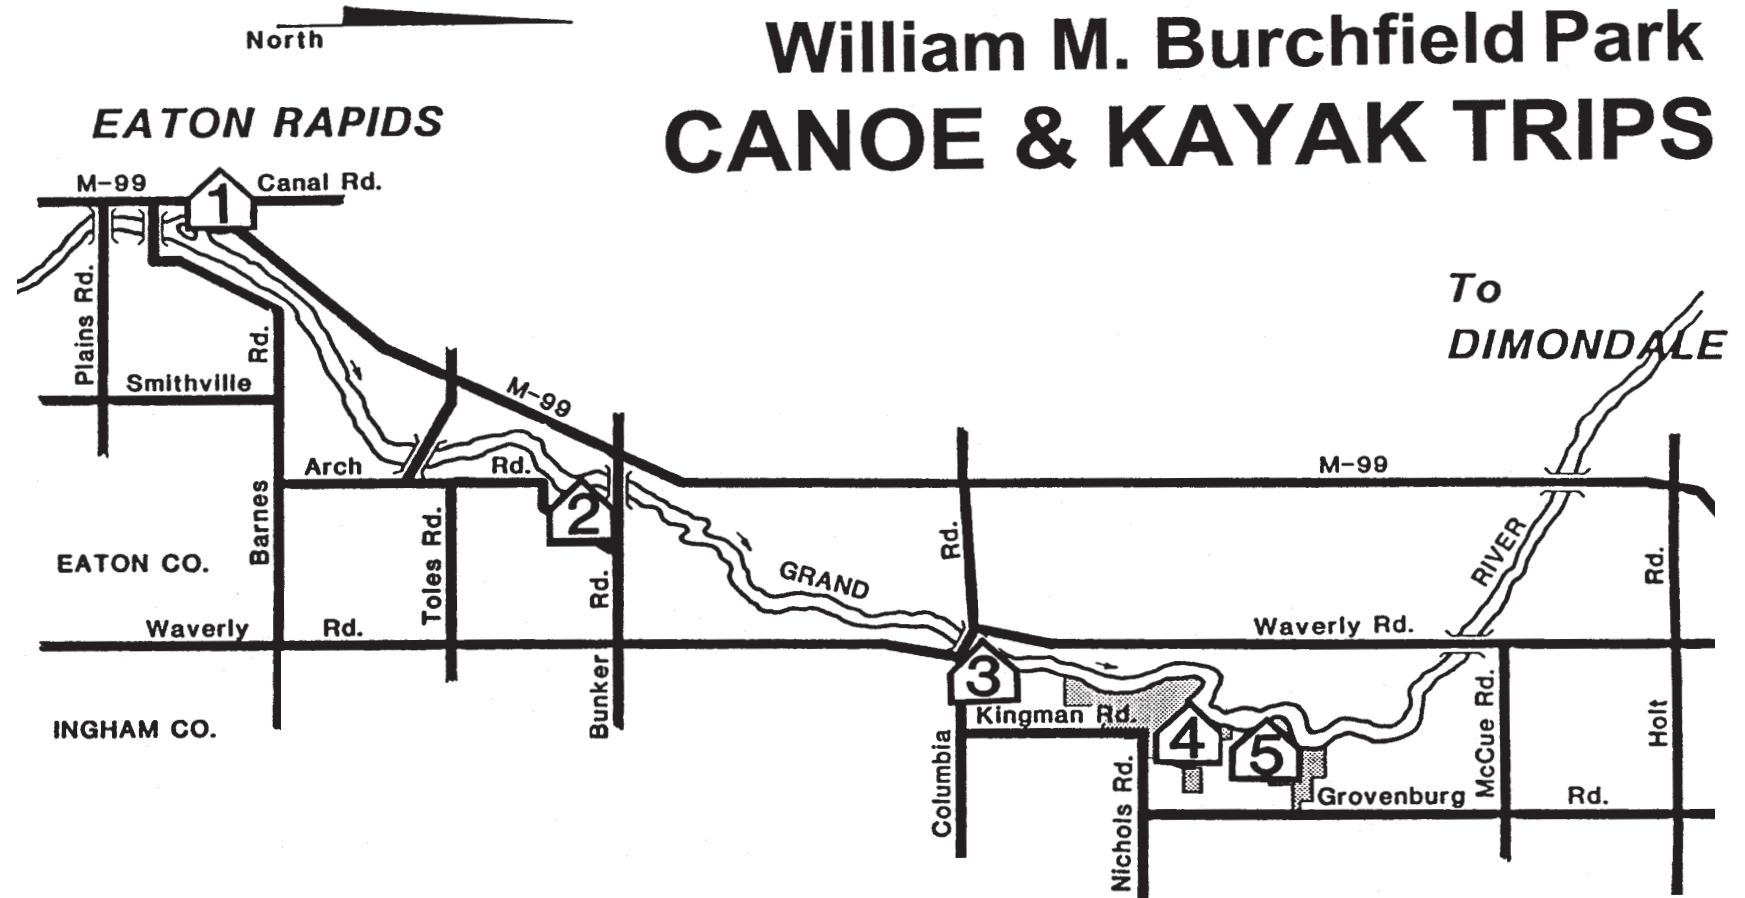 North
William M. Burchfield Park
CANOE & KAYAK TRIPS
EATON RAPIDS
M-99
1
Canal Rd.
Plains Rd.
Smithville
Rd.
Barnes
M-99
Arch
Rd.
2
Toles Rd.
Bunker
Rd.
EATON CO.
Waverly
Rd.
INGHAM CO.
GRAND
RIVER
To
DIMONDALE
M-99
Rd.
Columbia
Waverly Rd.
3
Kingman Rd.
4
5
Nichols Rd.
Grovenburg
Rd.
McCue Rd.
Rd.
Holt